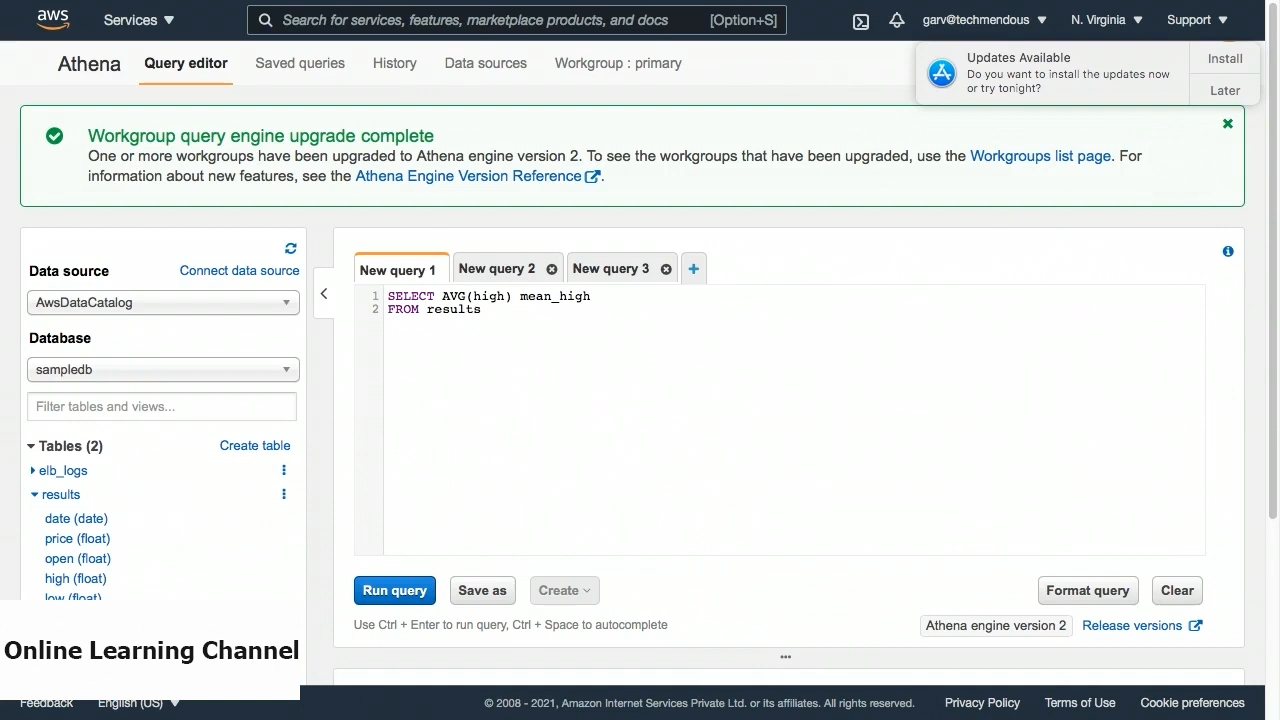 aws
Services
Search for services, features, marketplace products, and docs [Option+S]
garv@techmendous
N. Virginia
Support
Athena
Query editor
Saved queries
History
Data sources
Workgroup : primary
Updates Available
Do you want to install the updates now
or try tonight?
Install
Later
Workgroup query engine upgrade complete
One or more workgroups have been upgraded to Athena engine version 2. To see the workgroups that have been upgraded, use the Workgroups list page. For
information about new features, see the Athena Engine Version Reference.
Data source
Connect data source
AwsDataCatalog
Database
sampledb
Filter tables and views...
Tables (2)
Create table
elb_logs
results
date (date)
price (float)
open (float)
high (float)
low (float)
New query 1
New query 2
New query 3
+
1 SELECT AVG(high) mean_high
2 FROM results
Run query
Save as
Create
Format query
Clear
Use Ctrl + Enter to run query, Ctrl + Space to autocomplete
Athena engine version 2
Release versions
Online Learning Channel
Feedback
English (US)
© 2008 - 2021, Amazon Internet Services Private Ltd. or its affiliates. All rights reserved.
Privacy Policy
Terms of Use
Cookie preferences